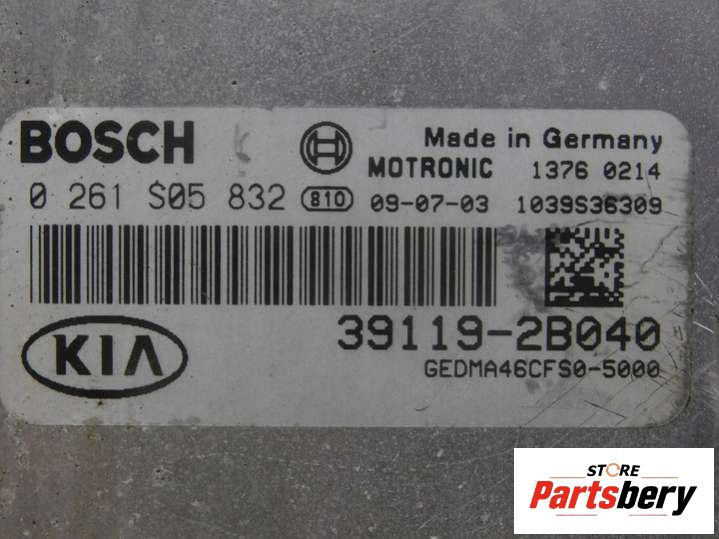 BOSCH K Made in Germany
MOTRONIC 1376 0214
0 261 S05 832 810 09-07-03 1039S36309
KIA 39119-2B040
GEDMA46CFS0-5000
STORE
Partsbery